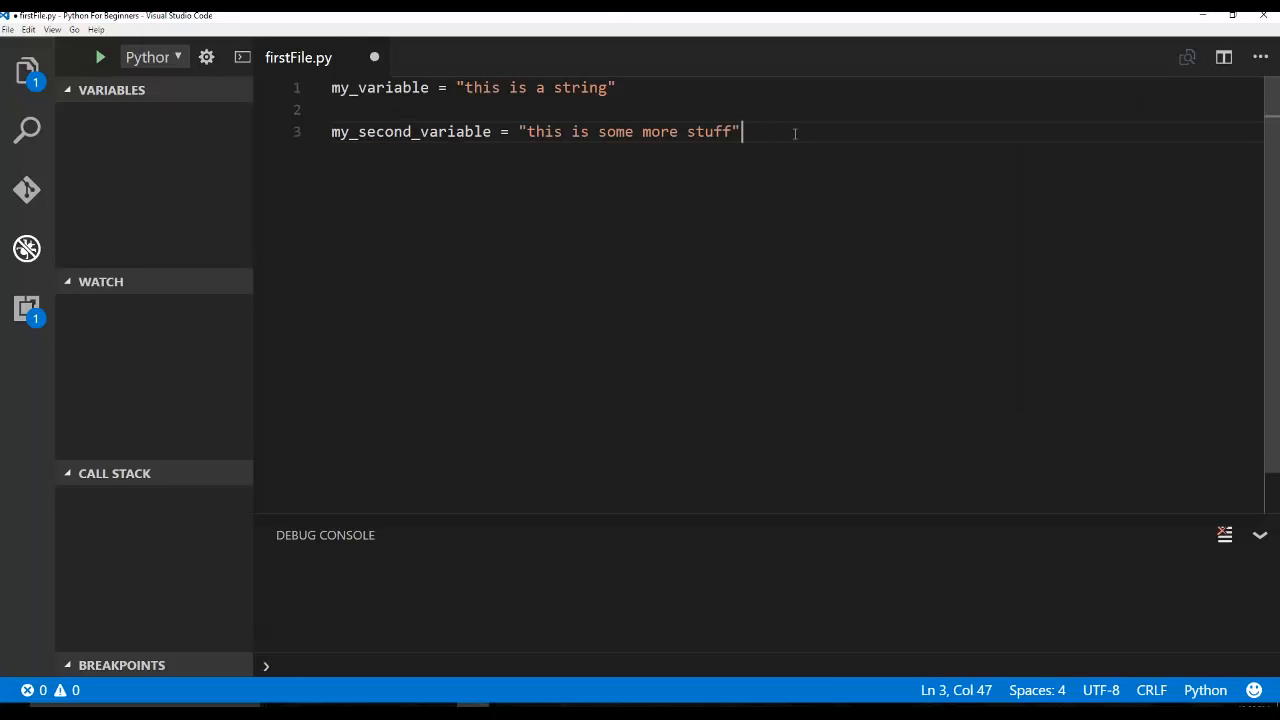 ● firstFile.py - Python For Beginners - Visual Studio Code
File Edit View Go Help
Python
firstFile.py
1
VARIABLES
1 my_variable = "this is a string"
2
3 my_second_variable = "this is some more stuff"
WATCH
1
CALL STACK
DEBUG CONSOLE
BREAKPOINTS
0 0 Ln 3, Col 47 Spaces: 4 UTF-8 CRLF Python